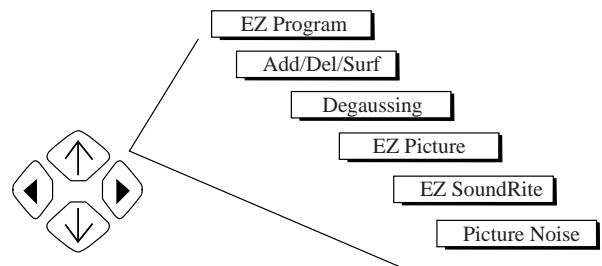 EZ Program
Add/Del/Surf
Degaussing
EZ Picture
EZ SoundRite
Picture Noise